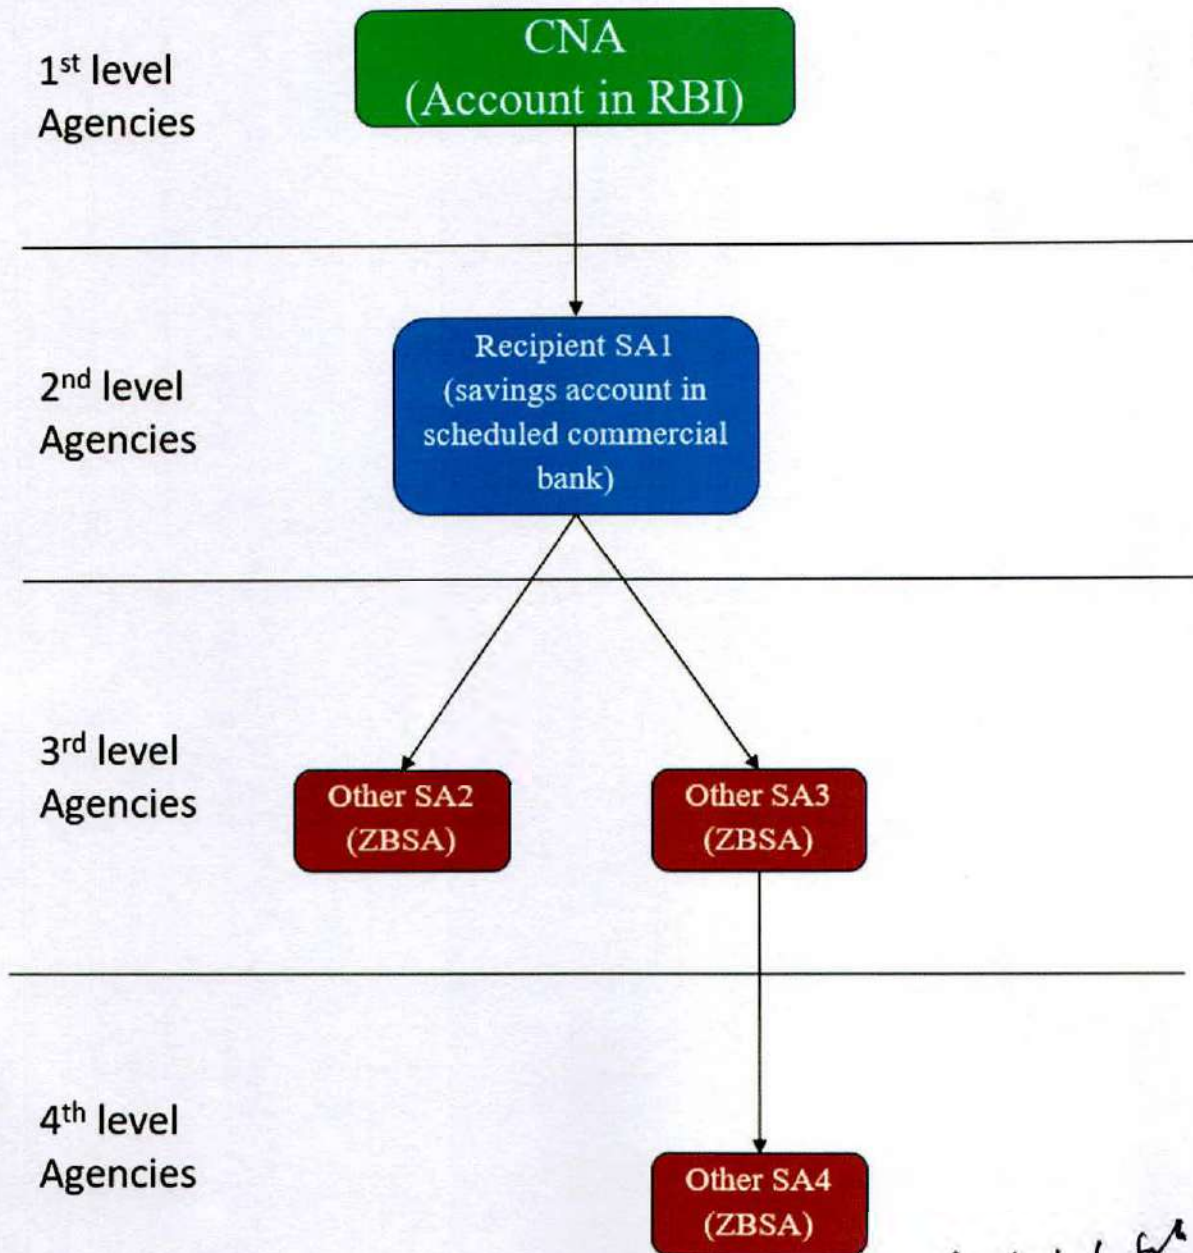 1st level
Agencies
CNA
(Account in RBI)
2nd level
Agencies
Recipient SA1
(savings account in
scheduled commercial
bank)
3rd level
Agencies
Other SA2
(ZBSA)
Other SA3
(ZBSA)
4th level
Agencies
Other SA4
(ZBSA)